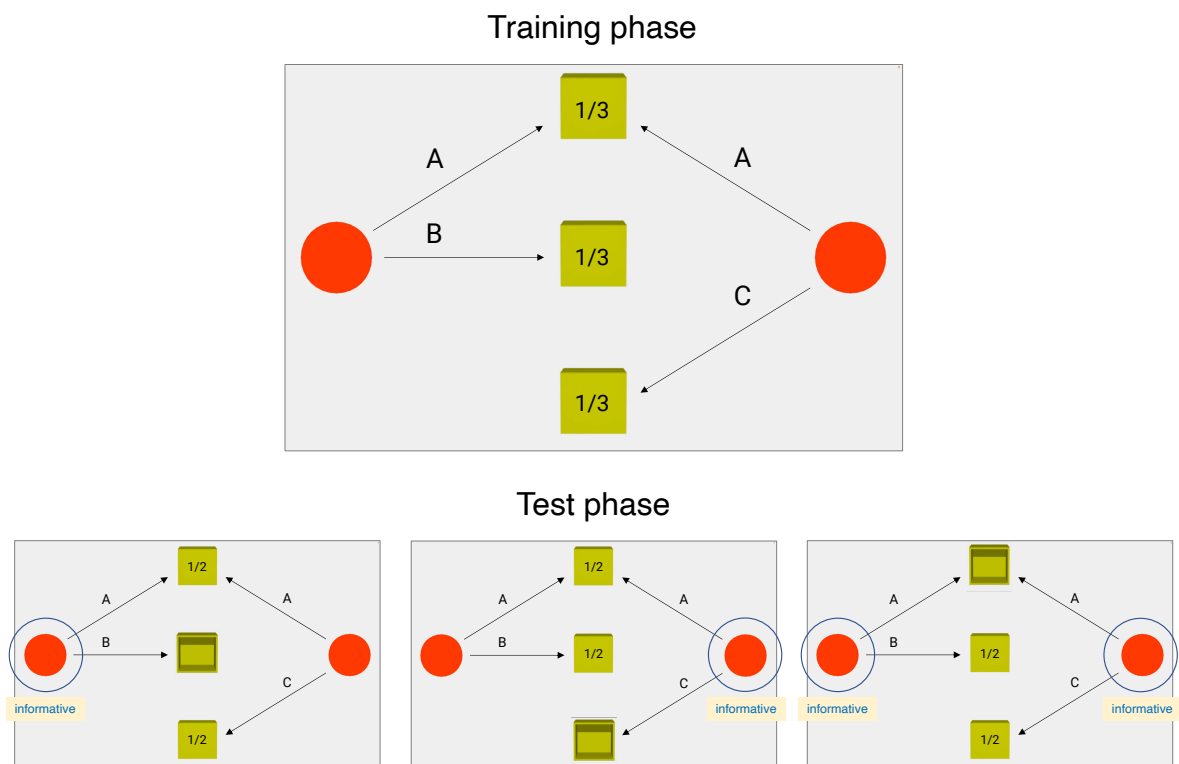 Training phase
1/3
A
A
B
1/3
C
1/3
Test phase
1/2
A
A
B
C
informative
1/2
1/2
A
A
B
1/2
C
informative
A
A
B
1/2
C
informative
informative
1/2